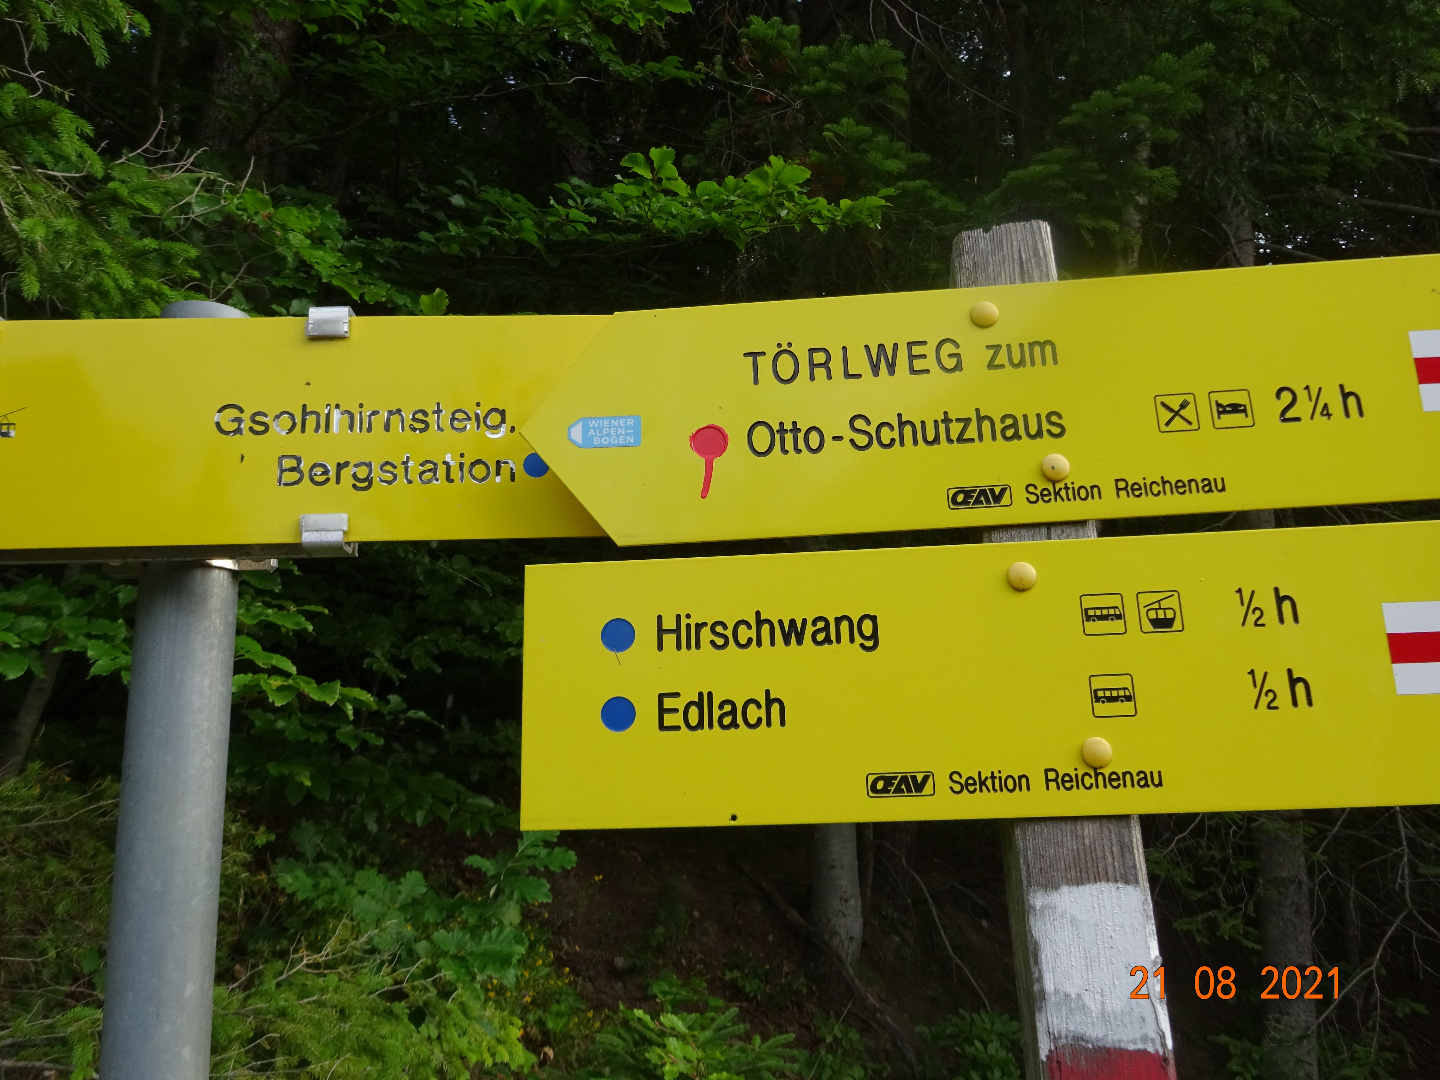 Gsohlhirnsteig,
Bergstation
WIENER
ALPEN-
BOGEN
TÖRLWEG zum
Otto-Schutzhaus 2¼ h
ŒAV Sektion Reichenau
Hirschwang ½ h
Edlach ½ h
ŒAV Sektion Reichenau
21 08 2021